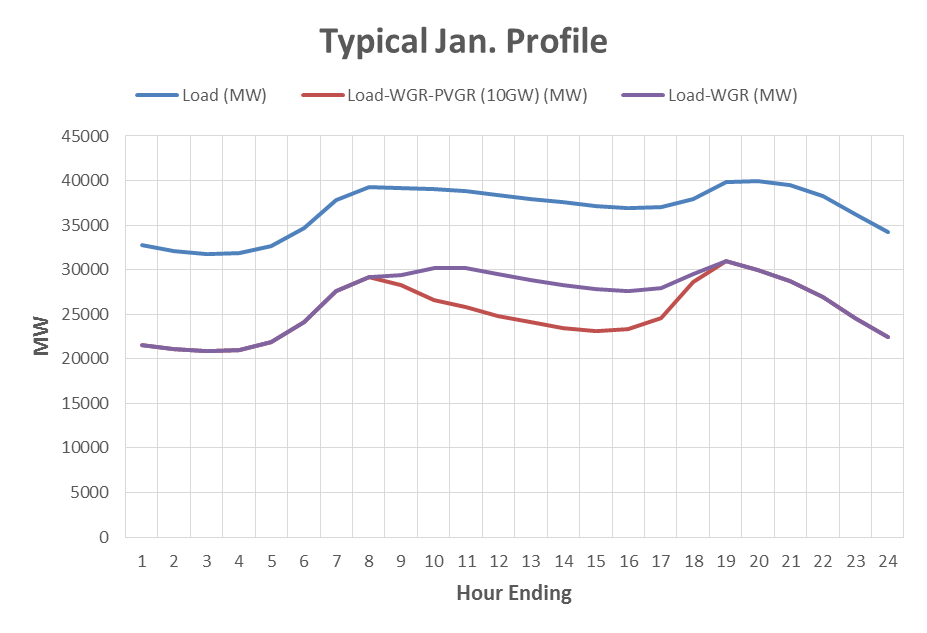 Typical Jan. Profile
Load (MW) Load-WGR-PVGR (10GW) (MW) Load-WGR (MW)
45000
40000
35000
30000
25000
20000
15000
10000
5000
0
MW
1 2 3 4 5 6 7 8 9 10 11 12 13 14 15 16 17 18 19 20 21 22 23 24
Hour Ending